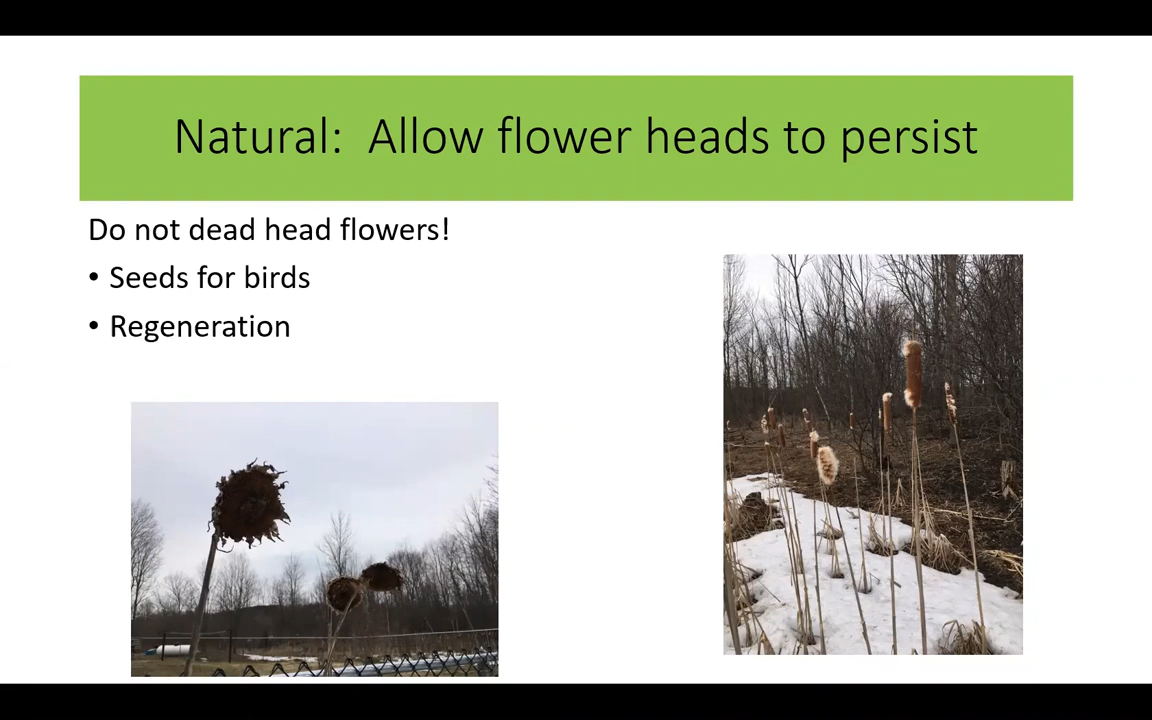 Natural:  Allow flower heads to persist
Do not dead head flowers!
• Seeds for birds
• Regeneration